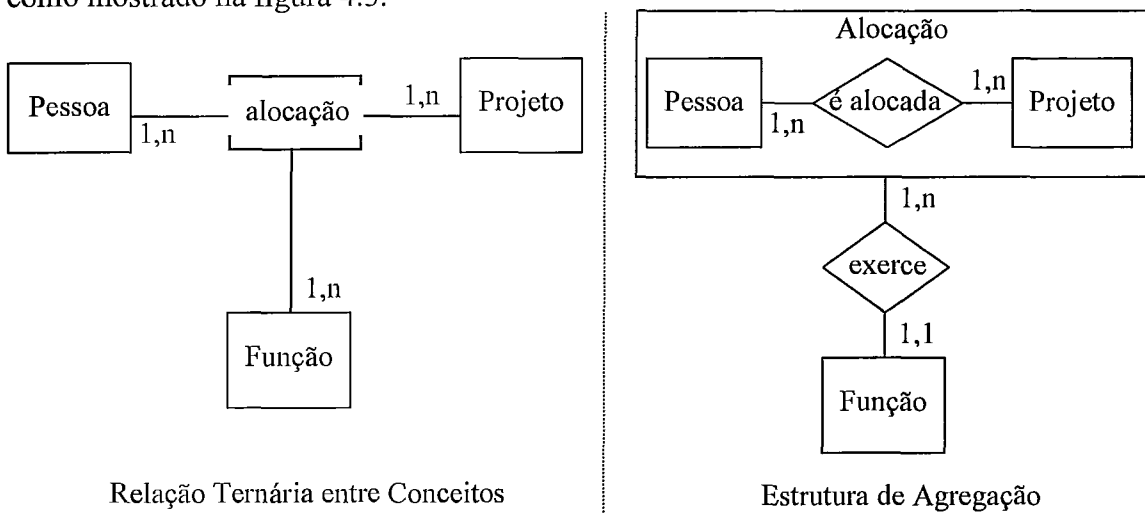 como mostrado na figura 4.5.
Pessoa
1,n
alocação
1,n
Projeto
1,n
Função
Relação Ternária entre Conceitos
Alocação
Pessoa
1,n
é alocada
1,n
Projeto
1,n
exerce
1,1
Função
Estrutura de Agregação